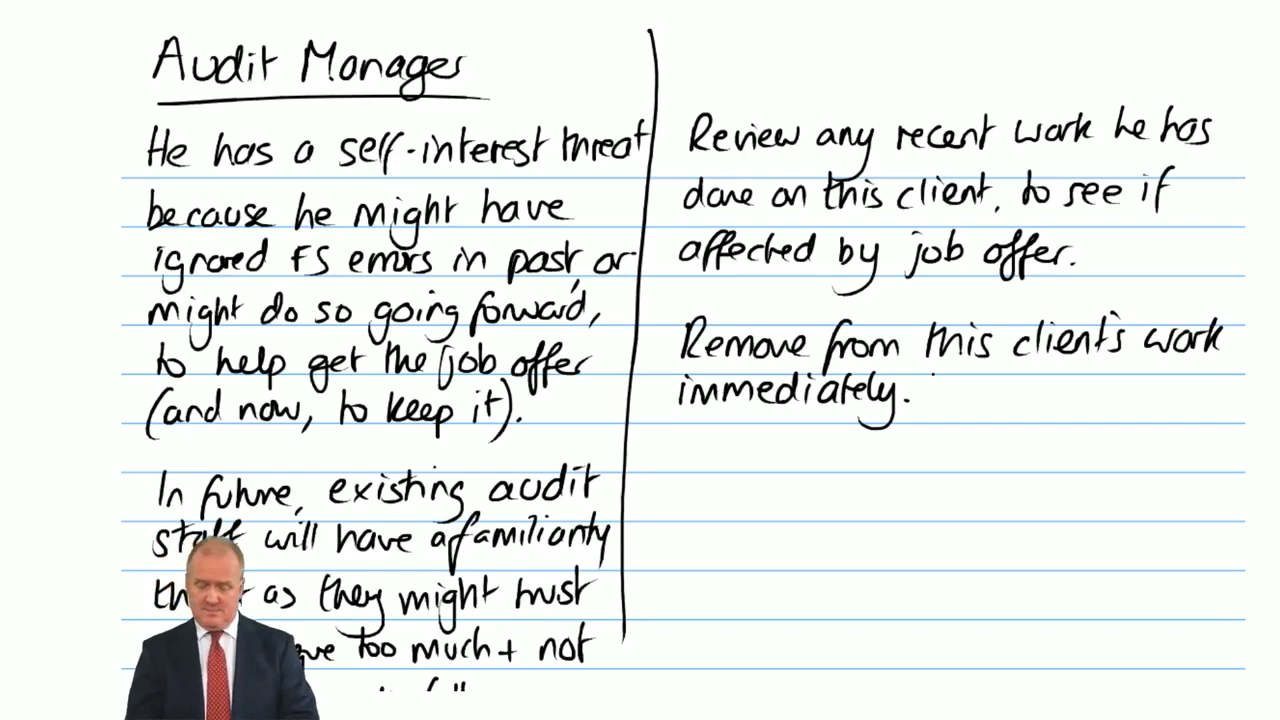 Audit Manager
He has a self-interest threat
because he might have
ignored FS errors in past, or
might do so going forward,
to help get the job offer
(and now, to keep it).
In future, existing audit
staff will have a familiarity
as they might trust
too much + not
Review any recent work he has
done on this client, to see if
affected by job offer.
Remove from this client's work
immediately.